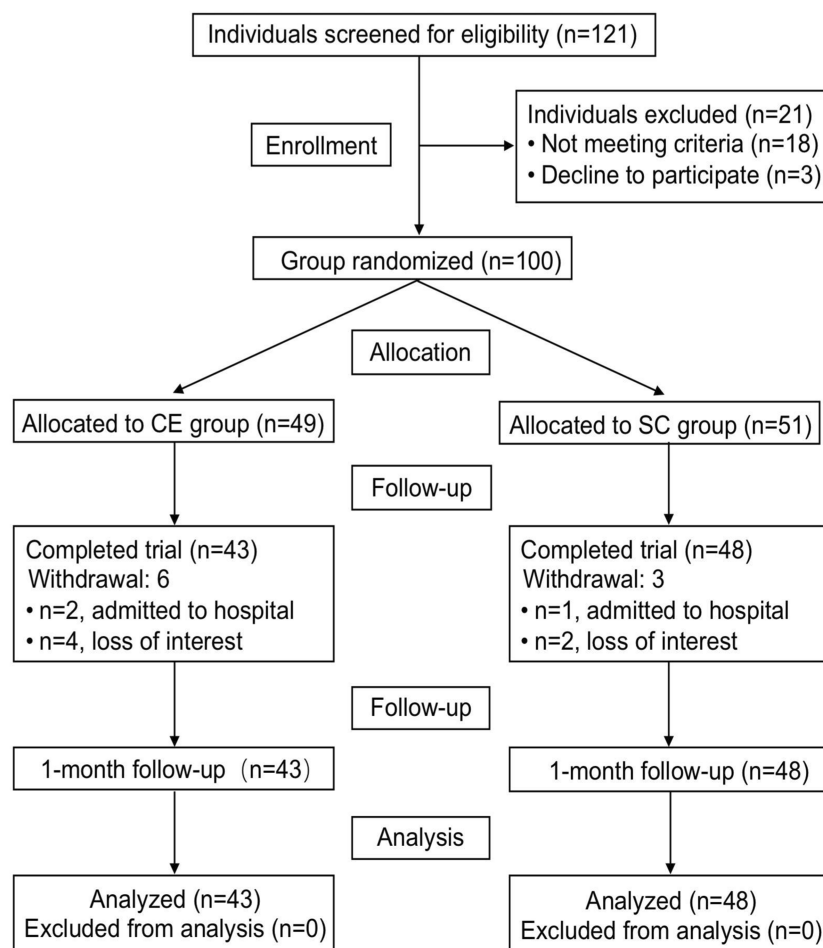 Individuals screened for eligibility (n=121)
Enrollment
Individuals excluded (n=21)
• Not meeting criteria (n=18)
• Decline to participate (n=3)
Group randomized (n=100)
Allocation
Allocated to CE group (n=49)
Allocated to SC group (n=51)
Follow-up
Completed trial (n=43)
Withdrawal: 6
• n=2, admitted to hospital
• n=4, loss of interest
Completed trial (n=48)
Withdrawal: 3
• n=1, admitted to hospital
• n=2, loss of interest
Follow-up
1-month follow-up（n=43）
1-month follow-up (n=48)
Analysis
Analyzed (n=43)
Excluded from analysis (n=0)
Analyzed (n=48)
Excluded from analysis (n=0)